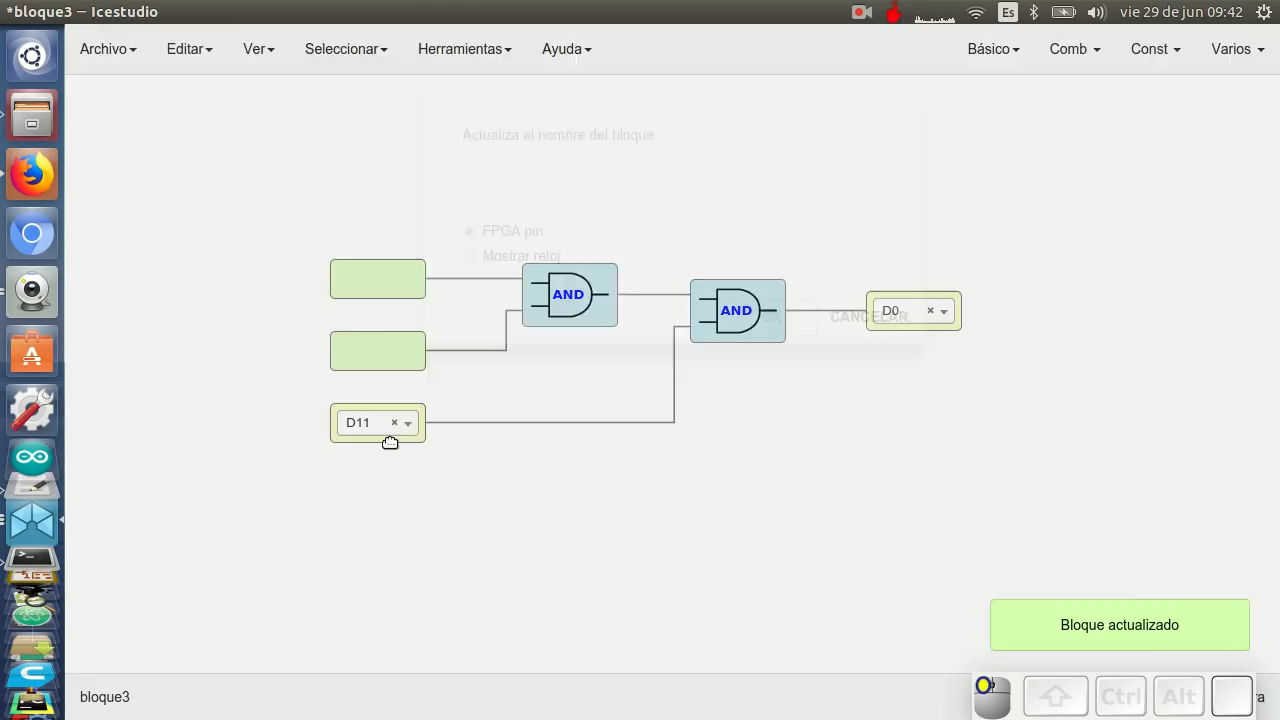 *bloque3 – Icestudio
Es
vie 29 de jun 09:42
Archivo Editar Ver Seleccionar Herramientas Ayuda Básico Comb Const Varios
Actualiza el nombre del bloque
FPGA pin
Mostrar reloj
AND
AND
D0 ×
CANCELAR
D11 ×
Bloque actualizado
bloque3
Ctrl
Alt